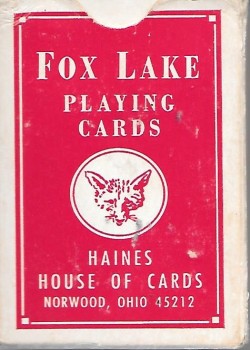 FOX LAKE
PLAYING
CARDS
HAINES
HOUSE OF CARDS
NORWOOD, OHIO 45212